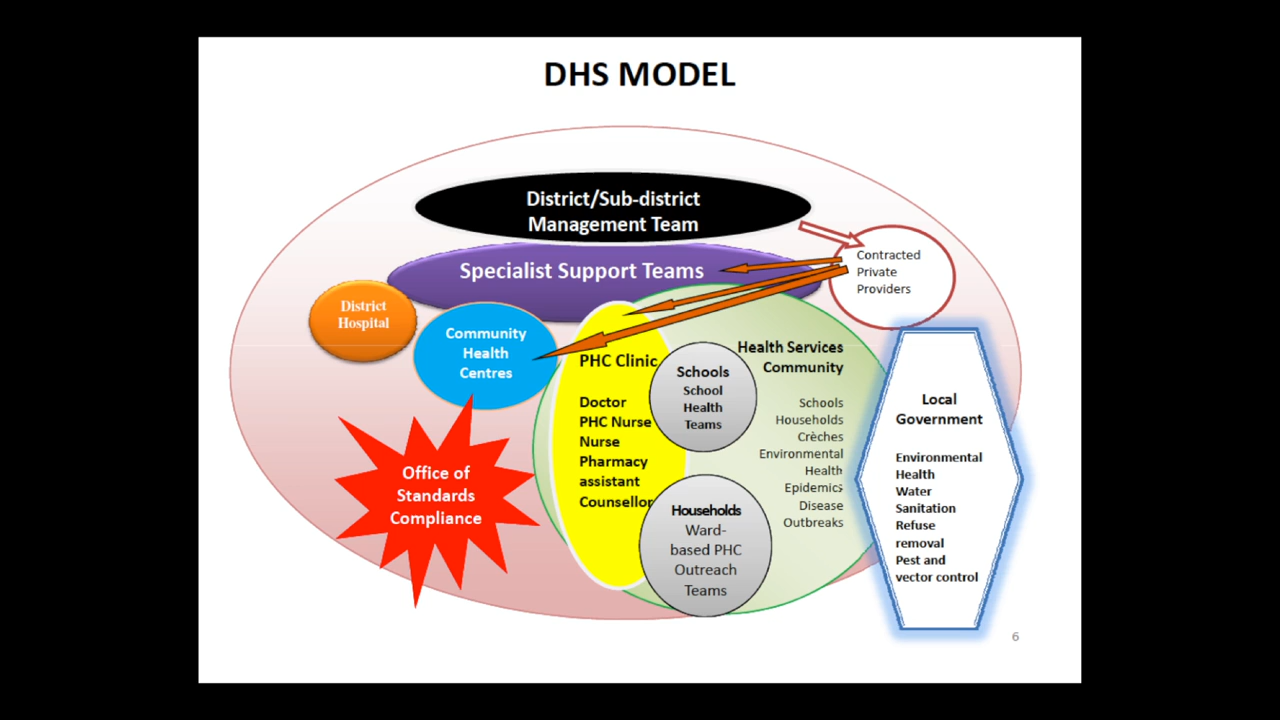 DHS MODEL
District/Sub-district
Management Team
Specialist Support Teams
Contracted
Private
Providers
District
Hospital
Community
Health
Centres
PHC Clinic
Doctor
PHC Nurse
Nurse
Pharmacy
assistant
Counsellor
Schools
School
Health
Teams
Households
Ward-
based PHC
Outreach
Teams
Health Services
Community
Schools
Households
Crèches
Environmental
Health
Epidemics
Disease
Outbreaks
Local
Government
Environmental
Health
Water
Sanitation
Refuse
removal
Pest and
vector control
Office of
Standards
Compliance
6